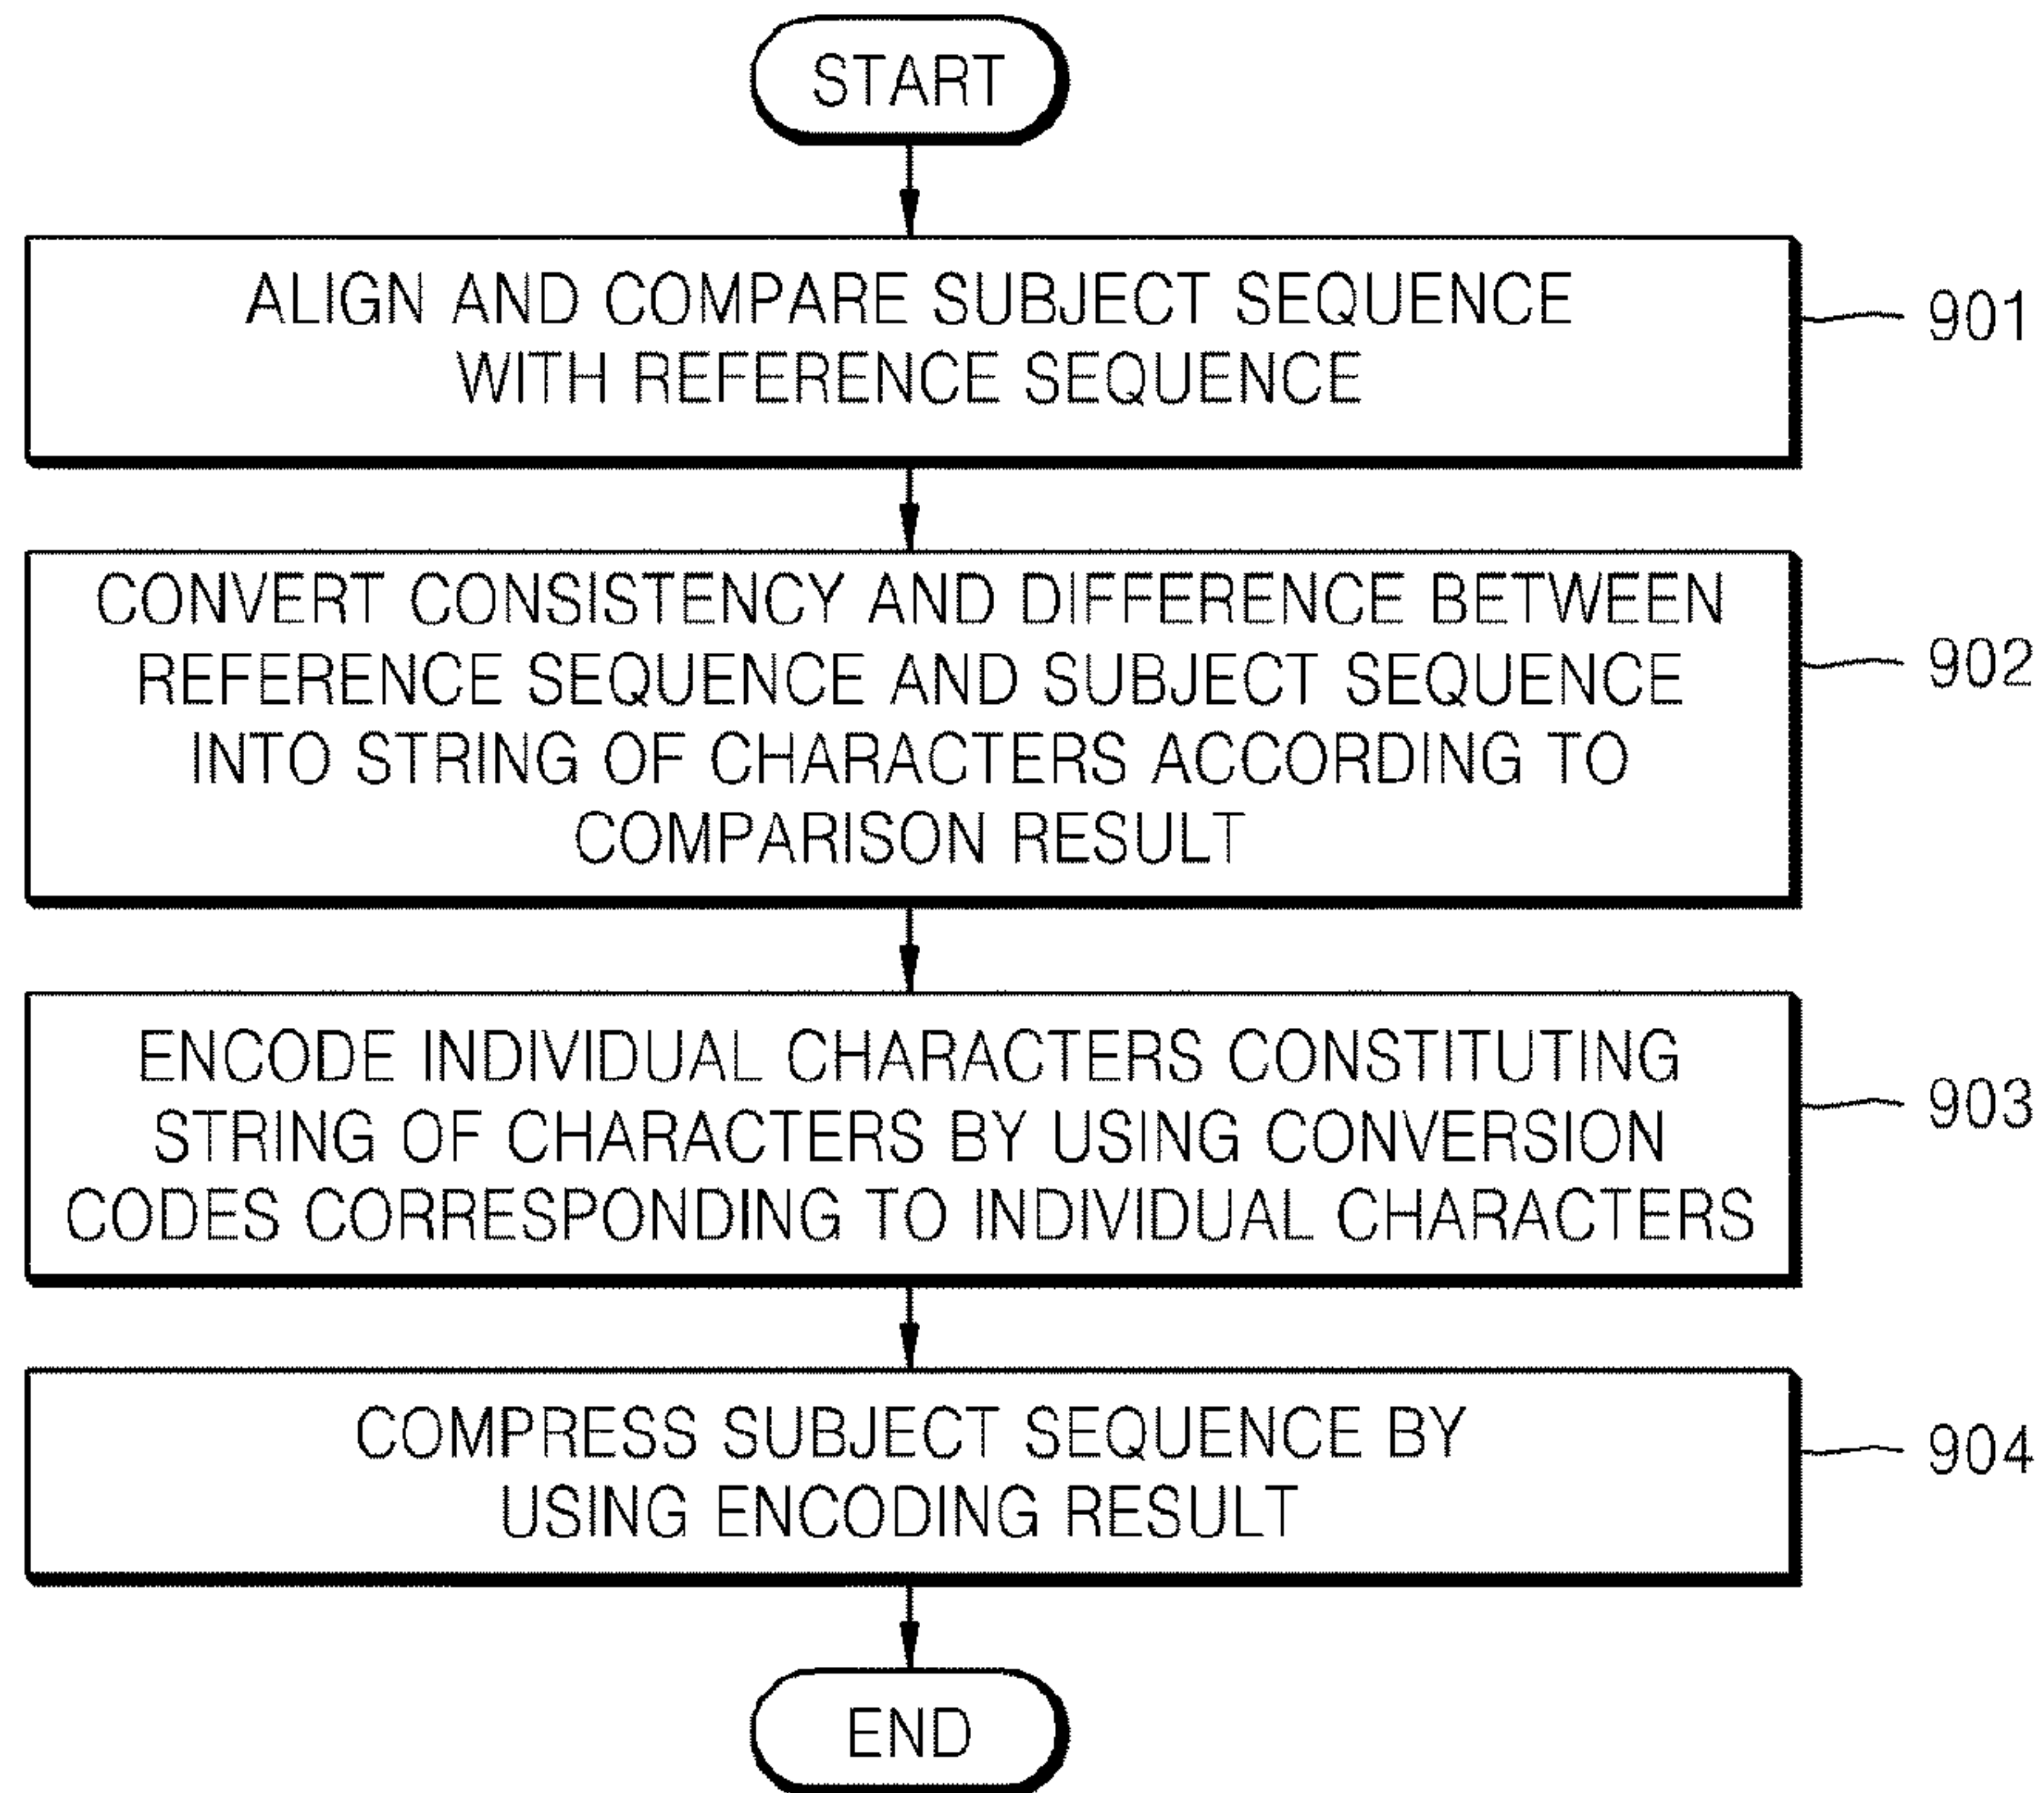 START
ALIGN AND COMPARE SUBJECT SEQUENCE
WITH REFERENCE SEQUENCE
901
CONVERT CONSISTENCY AND DIFFERENCE BETWEEN
REFERENCE SEQUENCE AND SUBJECT SEQUENCE
INTO STRING OF CHARACTERS ACCORDING TO
COMPARISON RESULT
902
ENCODE INDIVIDUAL CHARACTERS CONSTITUTING
STRING OF CHARACTERS BY USING CONVERSION
CODES CORRESPONDING TO INDIVIDUAL CHARACTERS
903
COMPRESS SUBJECT SEQUENCE BY
USING ENCODING RESULT
904
END